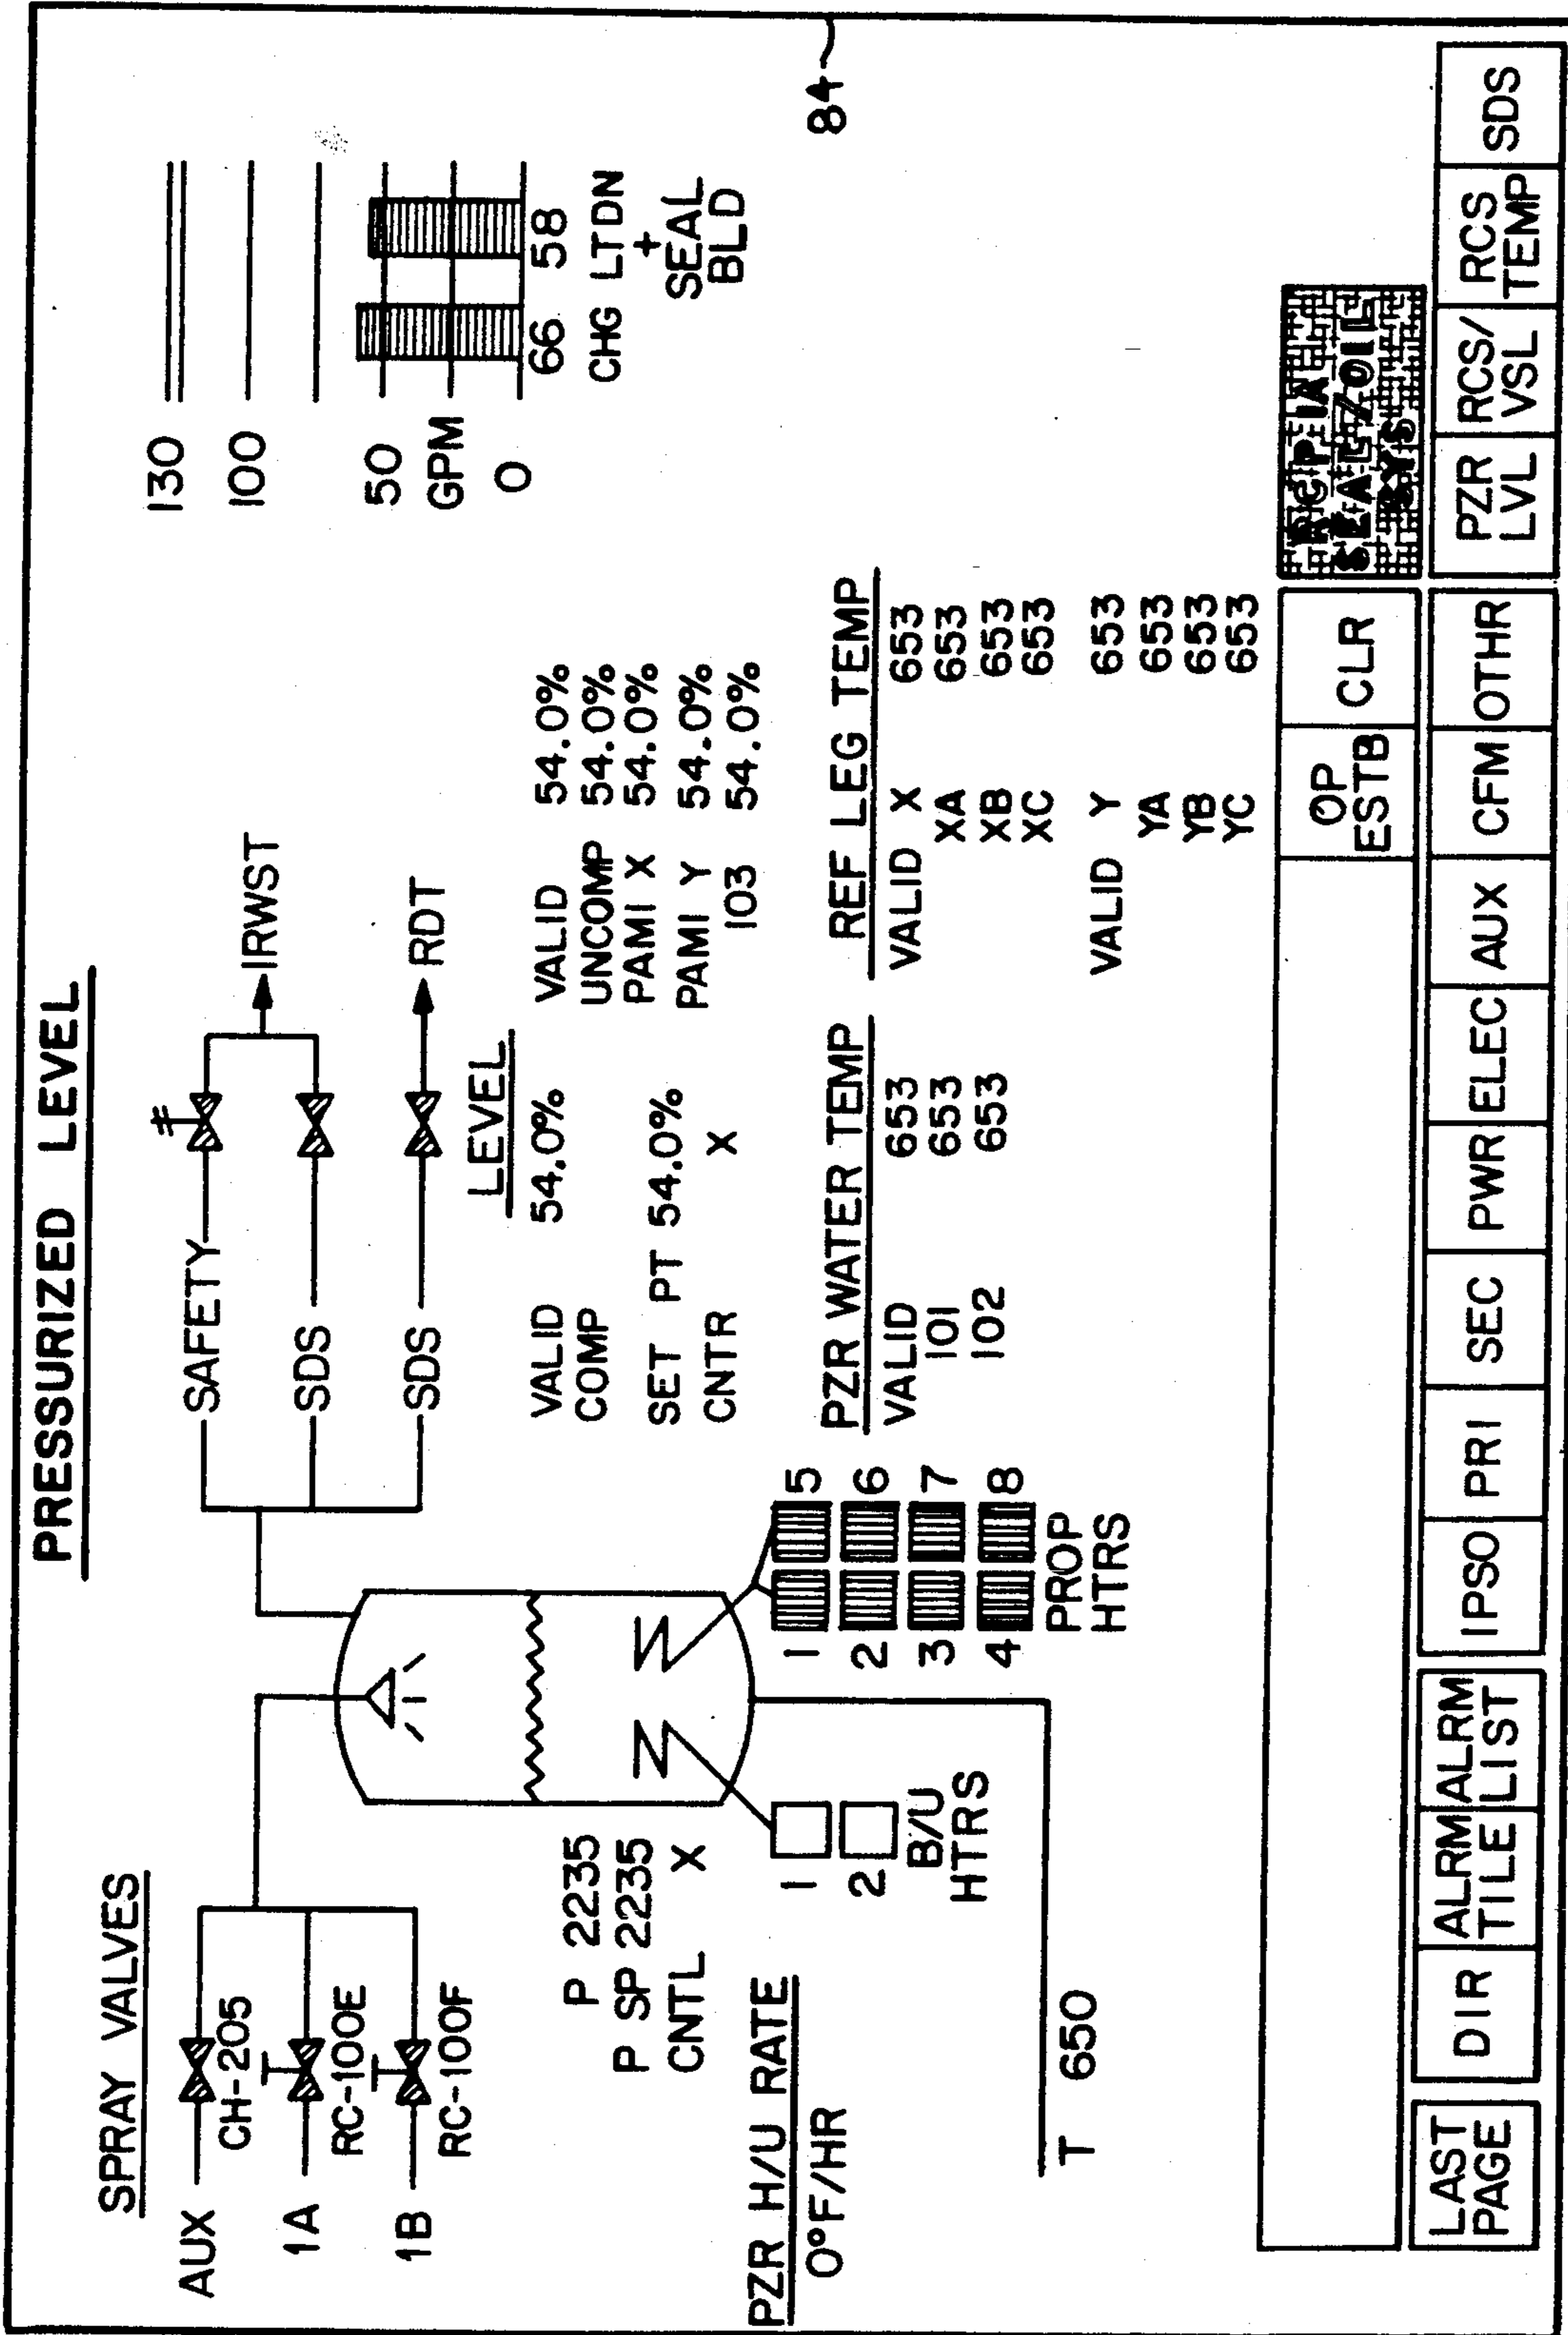 PRESSURIZED LEVEL
SPRAY VALVES
AUX
CH-205
1A
RC-100E
1B
RC-100F
SAFETY
SDS
SDS
IRWST
RDT
130
100
50
GPM
0
66 58
CHG LTDN
+
SEAL
BLD
P 2235
P SP 2235
CNTL X
LEVEL
VALID 54.0%
COMP
SET PT 54.0%
CNTR X
VALID 54.0%
UNCOMP 54.0%
PAMI X 54.0%
PAMI Y 54.0%
103 54.0%
PZR H/U RATE
0°F/HR
1
2
B/U
HTRS
1 5
2 6
3 7
4 8
PROP
HTRS
T 650
PZR WATER TEMP
VALID 653
101 653
102 653
REF LEG TEMP
VALID X 653
XA 653
XB 653
XC 653
VALID Y 653
YA 653
YB 653
YC 653
84
OP
ESTB
CLR
RCP 1A
SEAL/OIL
SYS
LAST
PAGE
DIR
ALRM
TILE
ALRM
LIST
IPSO
PRI
SEC
PWR
ELEC
AUX
CFM
OTHR
PZR
LVL
RCS/
VSL
RCS
TEMP
SDS